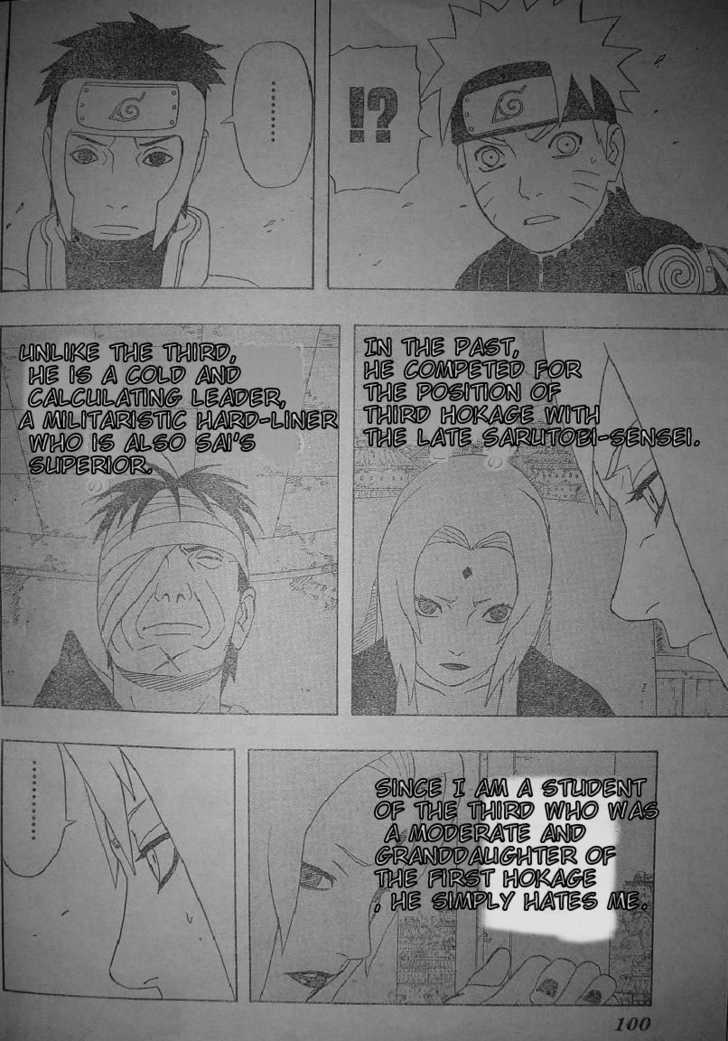 !?
........
IN THE PAST,
HE COMPETED FOR
THE POSITION OF
THIRD HOKAGE WITH
THE LATE SARUTOBI-SENSEI.
UNLIKE THE THIRD,
HE IS A COLD AND
CALCULATING LEADER,
A MILITARISTIC HARD-LINER
WHO IS ALSO SAI'S
SUPERIOR.
SINCE I AM A STUDENT
OF THE THIRD WHO WAS
A MODERATE AND
GRANDDAUGHTER OF
THE FIRST HOKAGE
, HE SIMPLY HATES ME.
.........
100